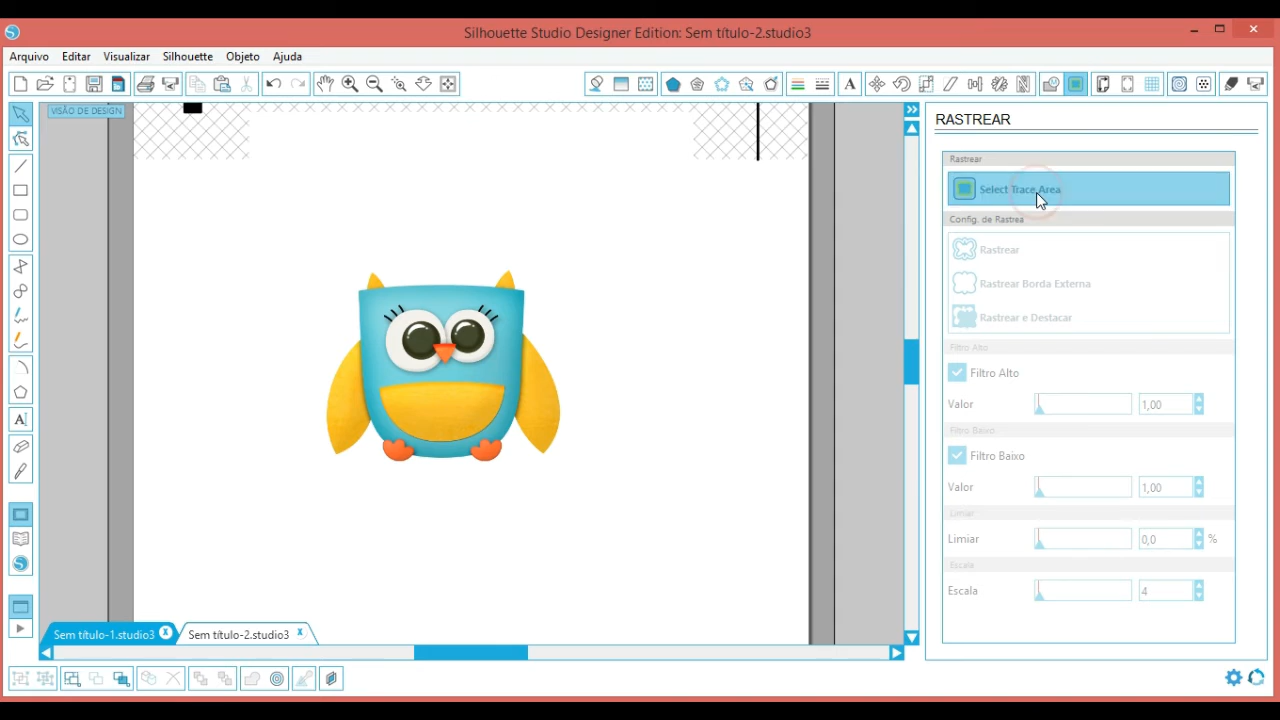 Silhouette Studio Designer Edition: Sem título-2.studio3
Arquivo Editar Visualizar Silhouette Objeto Ajuda
VISÃO DE DESIGN
RASTREAR
Rastrear
Select Trace Area
Config. de Rastrea
Rastrear
Rastrear Borda Externa
Rastrear e Destacar
Filtro Alto
Filtro Alto
Valor 1,00
Filtro Baixo
Filtro Baixo
Valor 1,00
Limiar
Limiar 0,0 %
Escala
Escala 4
Sem título-1.studio3 Sem título-2.studio3